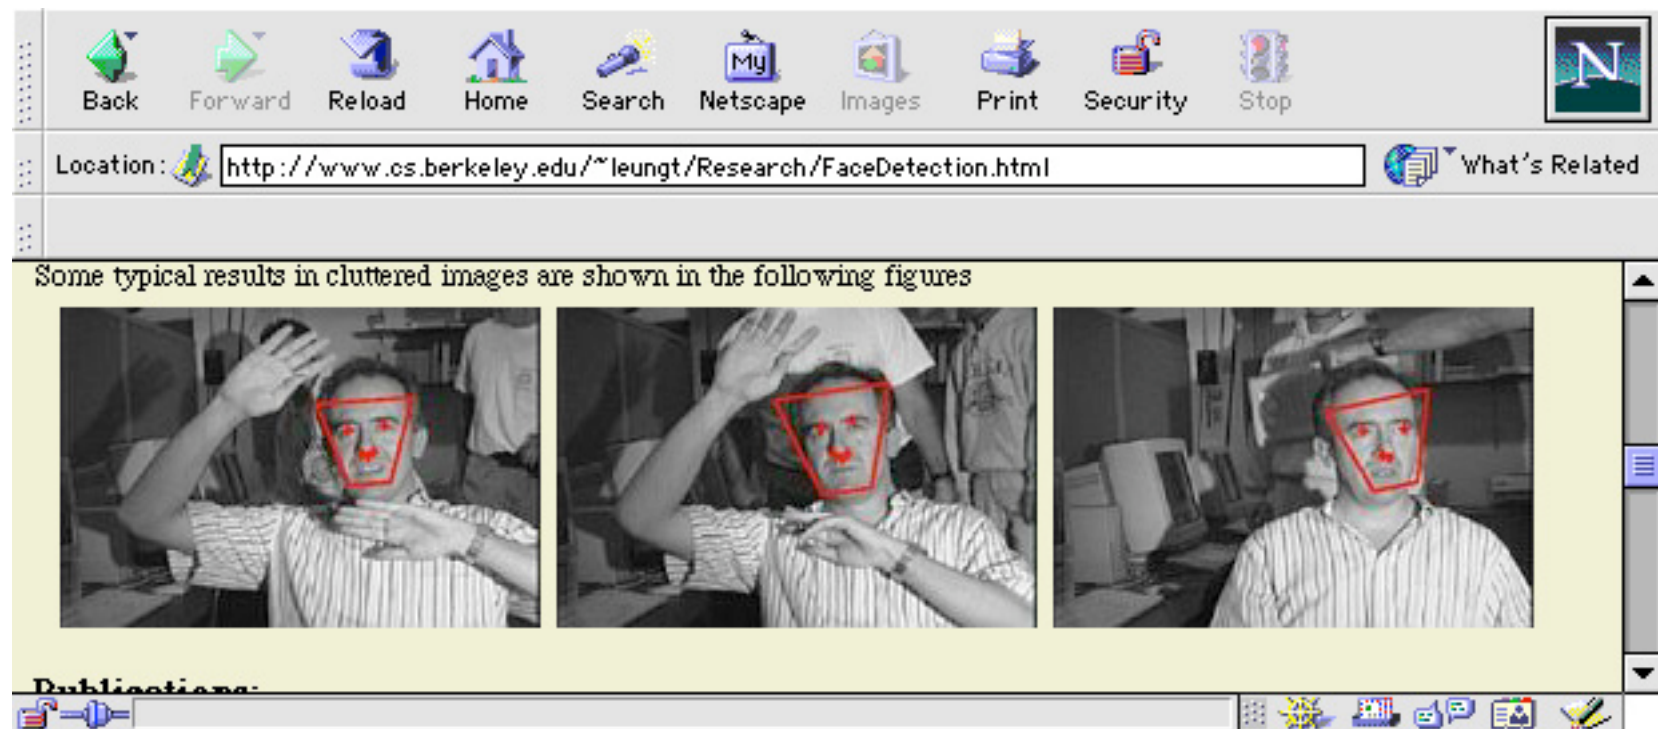 Back Forward Reload Home Search Netscape Images Print Security Stop
My
N
Location: http://www.cs.berkeley.edu/~leungt/Research/FaceDetection.html What's Related
Some typical results in cluttered images are shown in the following figures
Publications: